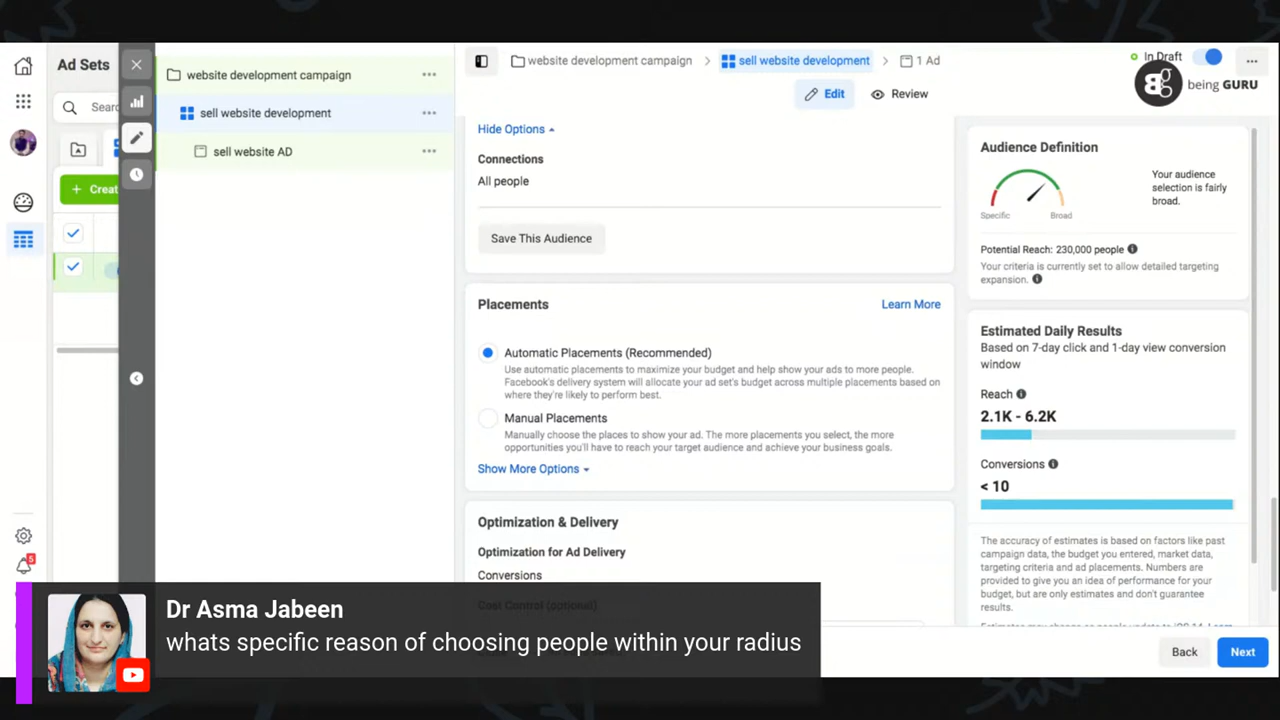 Ad Sets
website development campaign
sell website development
sell website AD
Sear
+ Creat
website development campaign > sell website development > 1 Ad
In Draft
being GURU
Edit
Review
Hide Options
Connections
All people
Save This Audience
Placements
Learn More
Automatic Placements (Recommended)
Use automatic placements to maximize your budget and help show your ads to more people.
Facebook's delivery system will allocate your ad set's budget across multiple placements based on
where they're likely to perform best.
Manual Placements
Manually choose the places to show your ad. The more placements you select, the more
opportunities you'll have to reach your target audience and achieve your business goals.
Show More Options
Optimization & Delivery
Optimization for Ad Delivery
Conversions
Cost Control (optional)
Audience Definition
Specific
Broad
Your audience
selection is fairly
broad.
Potential Reach: 230,000 people
Your criteria is currently set to allow detailed targeting
expansion.
Estimated Daily Results
Based on 7-day click and 1-day view conversion
window
Reach
2.1K - 6.2K
Conversions
< 10
The accuracy of estimates is based on factors like past
campaign data, the budget you entered, market data,
targeting criteria and ad placements. Numbers are
provided to give you an idea of performance for your
budget, but are only estimates and don't guarantee
results.
Back
Next
5
Dr Asma Jabeen
whats specific reason of choosing people within your radius